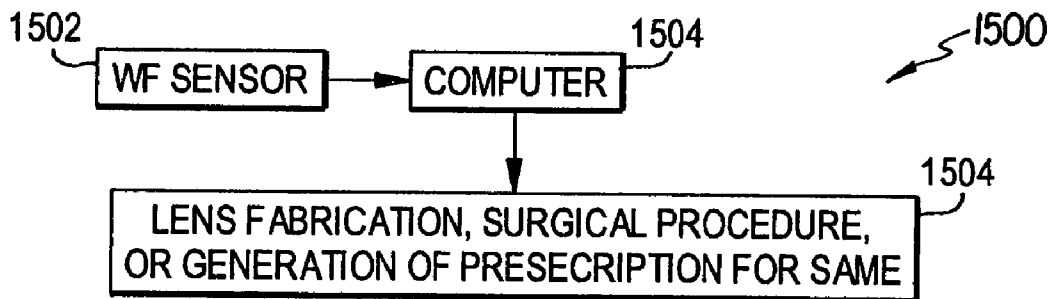 1502
1504
1500
WF SENSOR
COMPUTER
1504
LENS FABRICATION, SURGICAL PROCEDURE,
OR GENERATION OF PRESECRIPTION FOR SAME